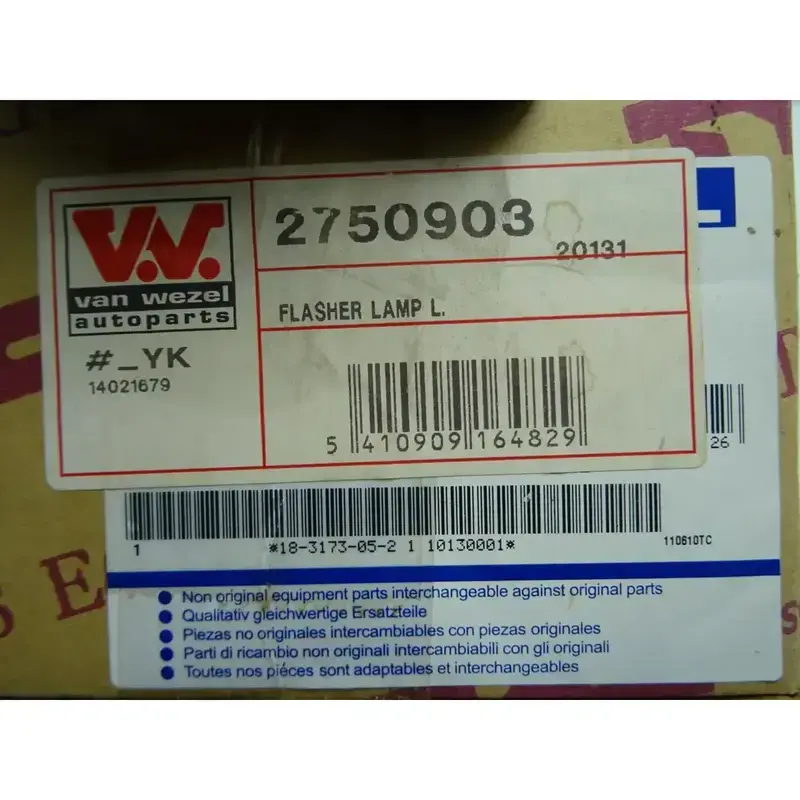 V.V.
van wezel
autoparts
#_YK
14021679
2750903
20131
FLASHER LAMP L.
5 410909 164829
26
1
*18-3173-05-2 1 10130001*
110610TC
Non original equipment parts interchangeable against original parts
Qualitativ gleichwertige Ersatzteile
Piezas no originales intercambiables con piezas originales
Parti di ricambio non originali intercambiabili con gli originali
Toutes nos piéces sont adaptables et interchangeables